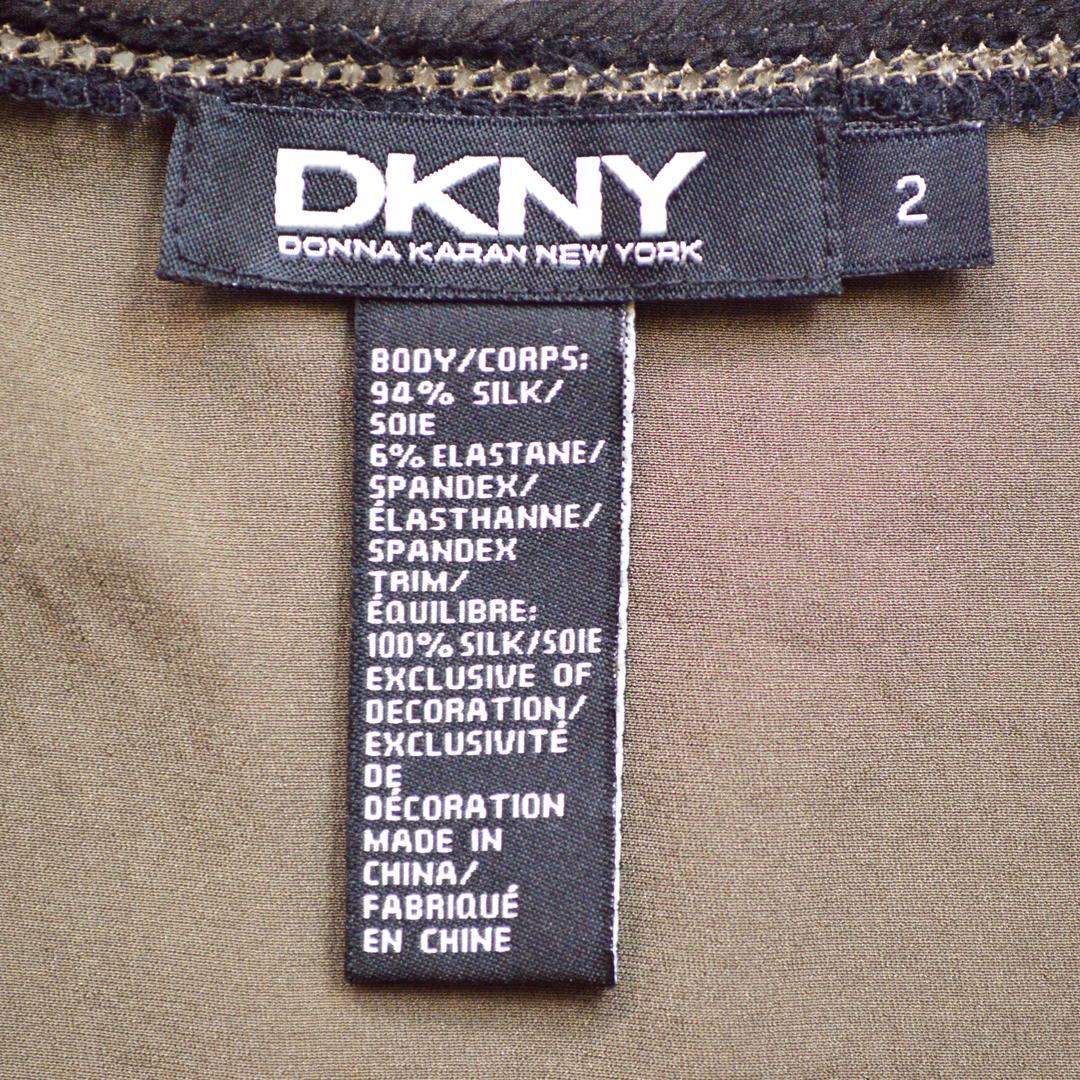 DKNY
DONNA KARAN NEW YORK
2
BODY/CORPS:
94% SILK/
SOIE
6% ELASTANE/
SPANDEX/
ÉLASTHANNE/
SPANDEX
TRIM/
ÉQUILIBRE:
100% SILK/SOIE
EXCLUSIVE OF
DECORATION/
EXCLUSIVITÉ
DE
DÉCORATION
MADE IN
CHINA/
FABRIQUÉ
EN CHINE